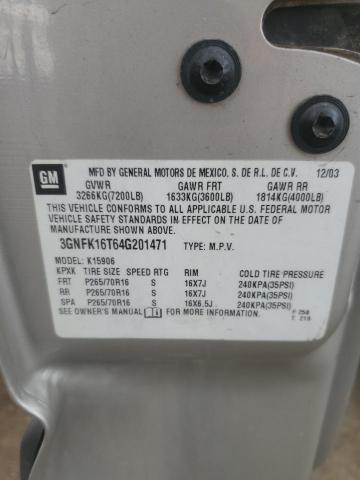 GM
MFD BY GENERAL MOTORS DE MEXICO, S. DE R.L. DE C.V. 12/03
GVWR GAWR FRT GAWR RR
3266KG(7200LB) 1633KG(3600LB) 1814KG(4000LB)
THIS VEHICLE CONFORMS TO ALL APPLICABLE U.S. FEDERAL MOTOR
VEHICLE SAFETY STANDARDS IN EFFECT ON THE DATE OF
MANUFACTURE SHOWN ABOVE.
3GNFK16T64G201471 TYPE: M.P.V.
MODEL: K15906
KPXK TIRE SIZE SPEED RTG RIM COLD TIRE PRESSURE
FRT P265/70R16 S 16X7J 240KPA(35PSI)
RR P265/70R16 S 16X7J 240KPA(35PSI)
SPA P265/70R16 S 16X6.5J 240KPA(35PSI)
SEE OWNER'S MANUAL FOR MORE INFORMATION. F 258
T 219